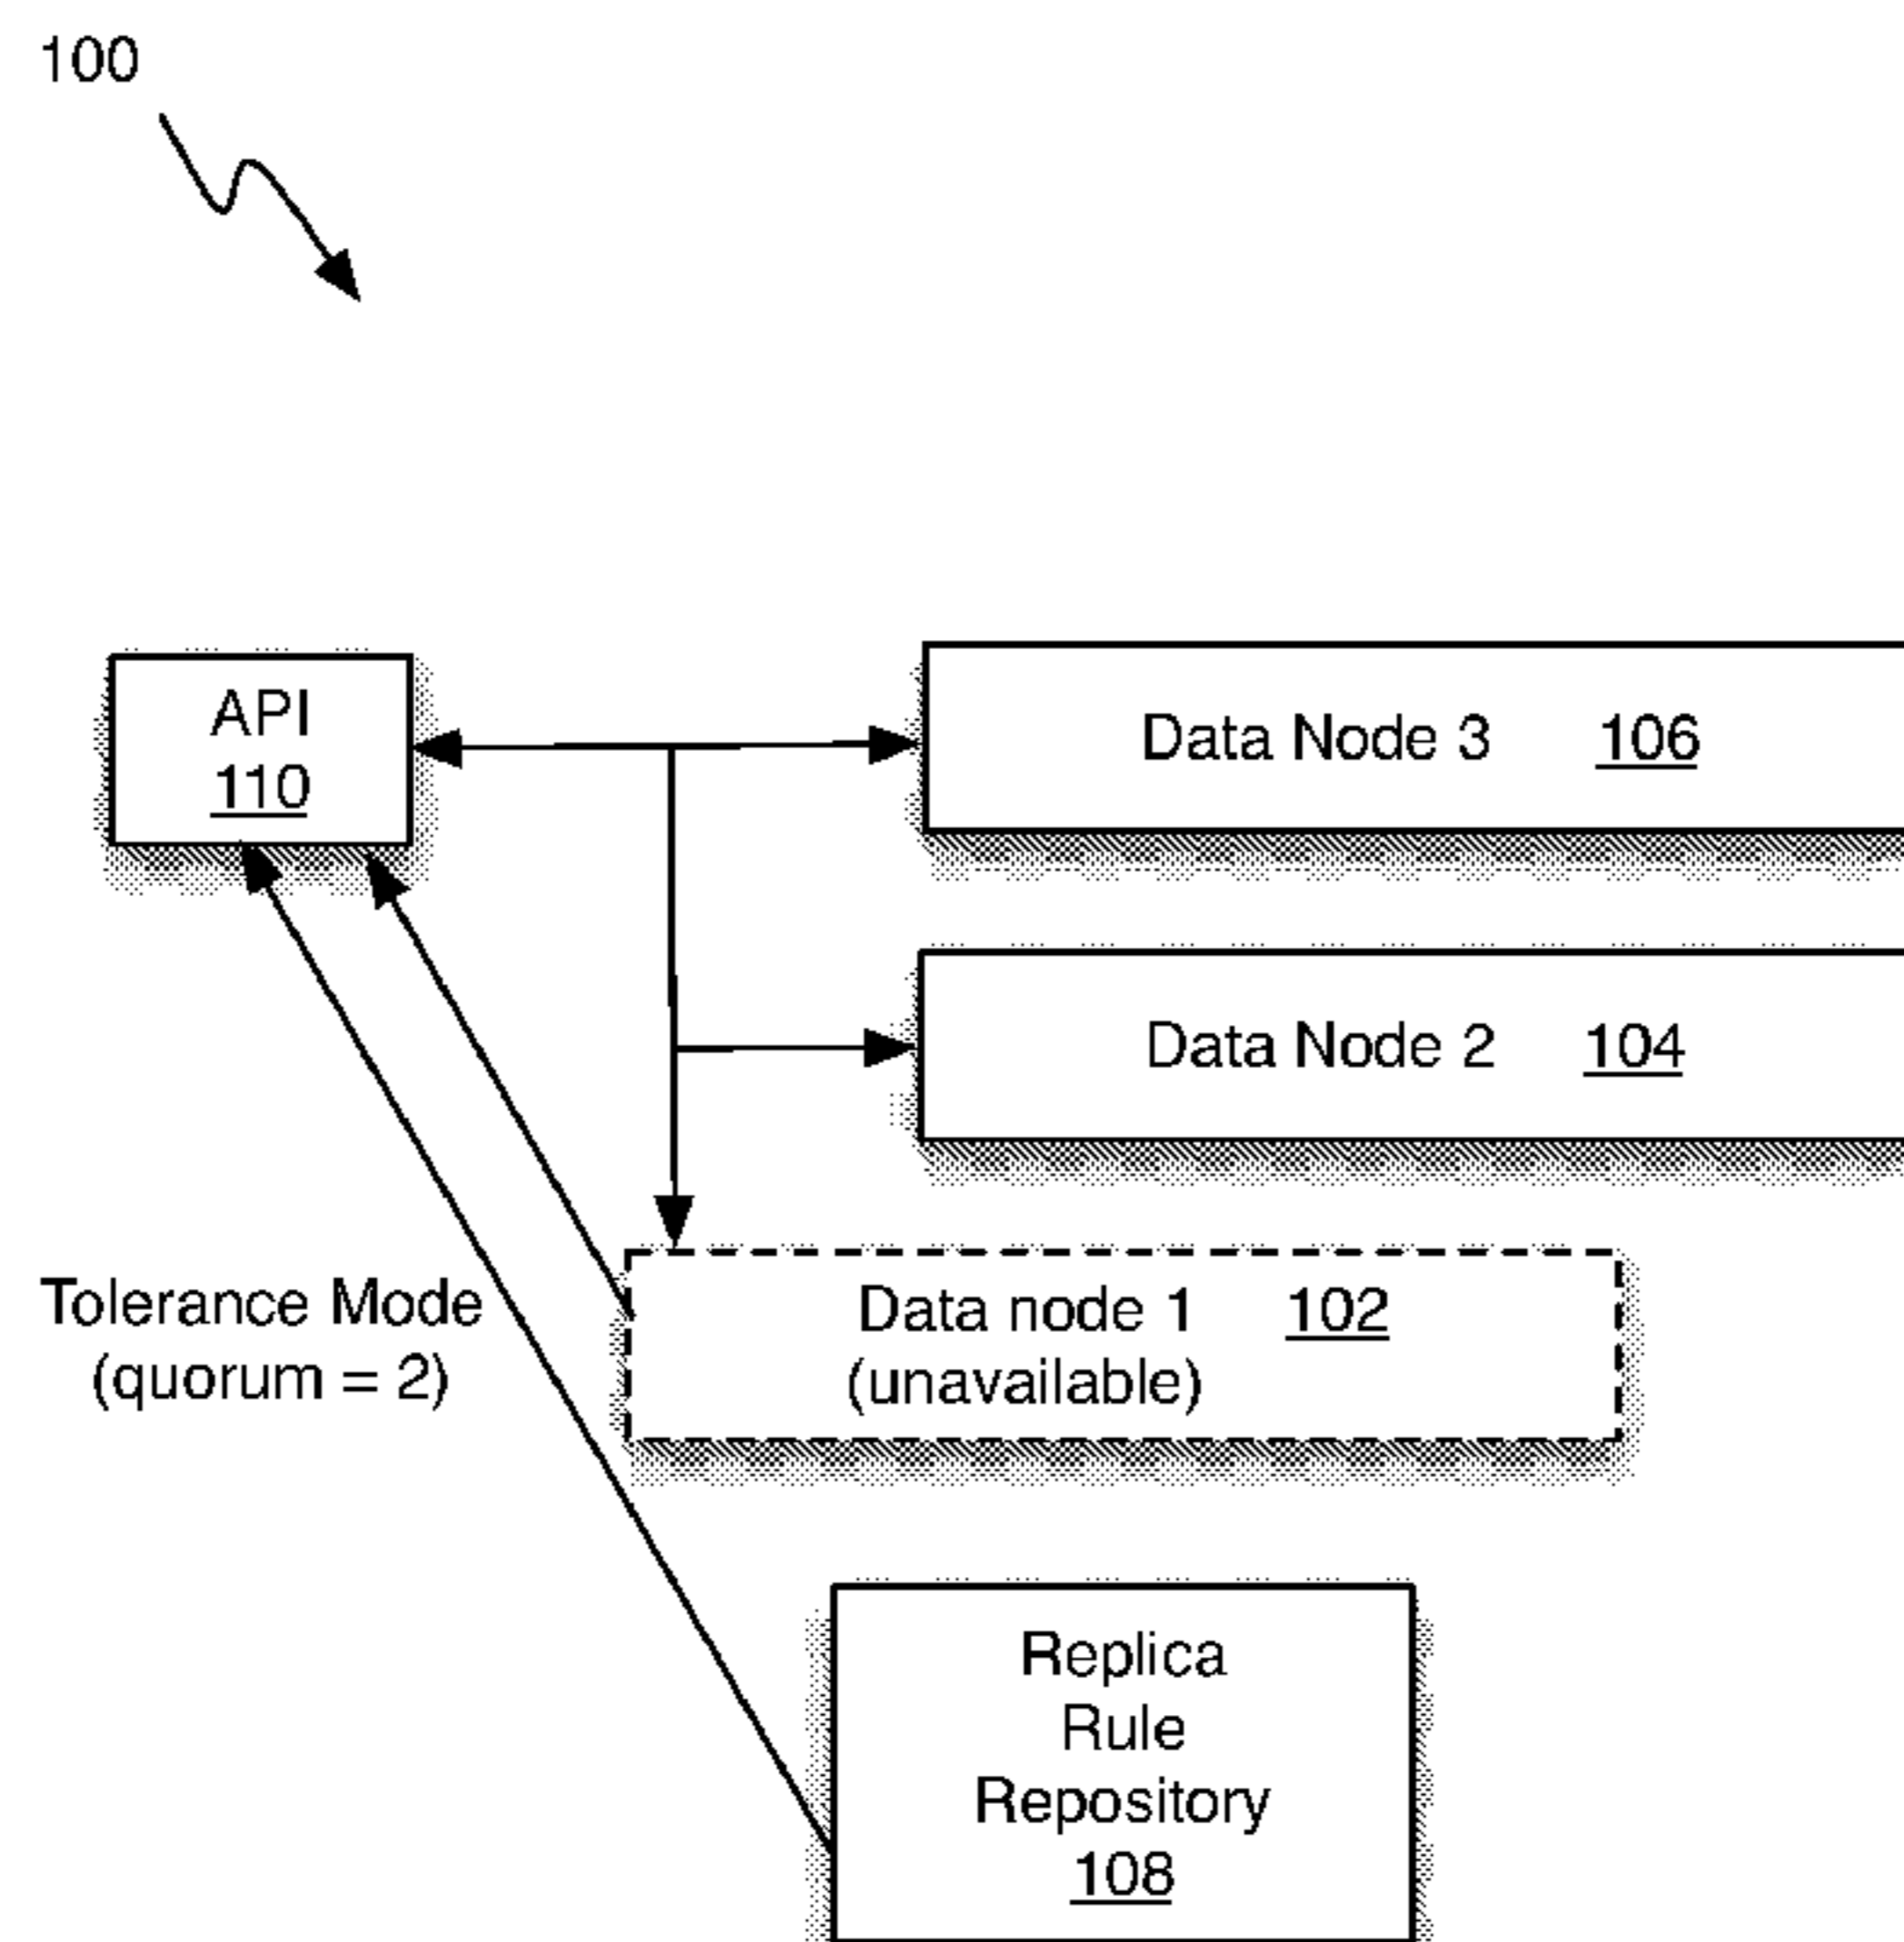 100
API
110
Data Node 3 106
Data Node 2 104
Tolerance Mode
(quorum = 2)
Data node 1 102
(unavailable)
Replica
Rule
Repository
108